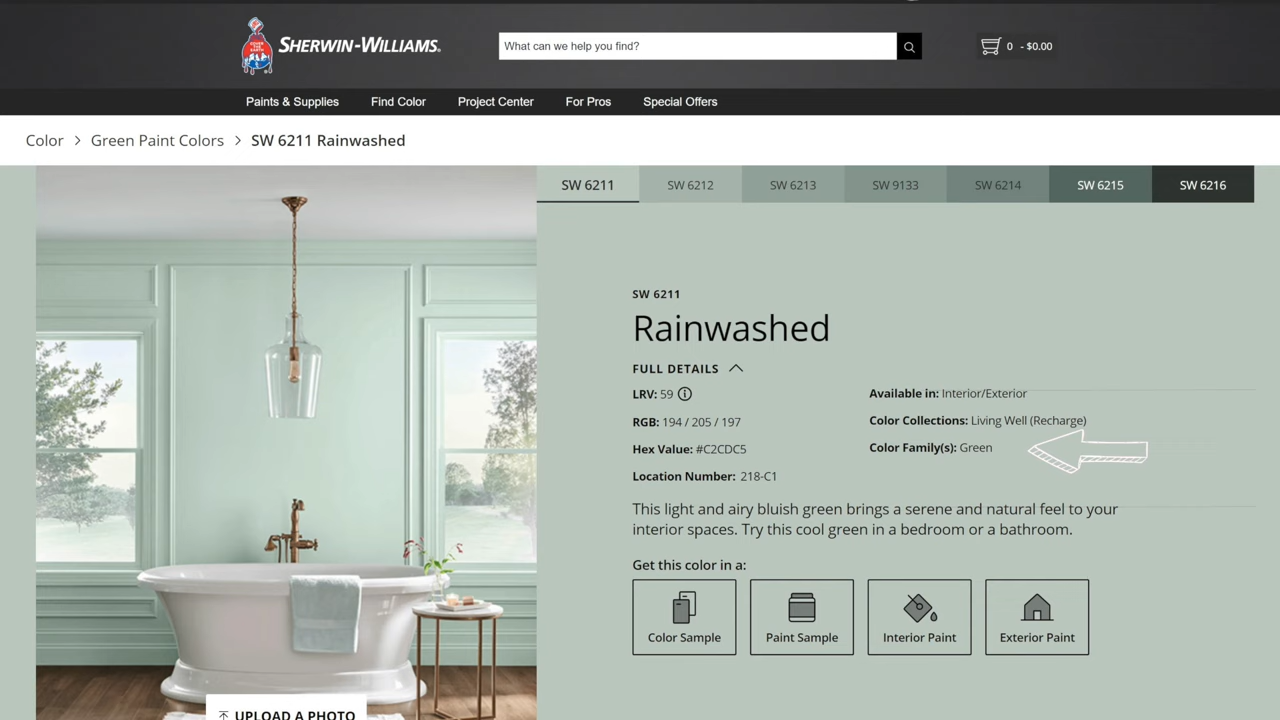 SHERWIN-WILLIAMS.
What can we help you find?
0 - $0.00
Paints & Supplies Find Color Project Center For Pros Special Offers
Color > Green Paint Colors > SW 6211 Rainwashed
SW 6211 SW 6212 SW 6213 SW 9133 SW 6214 SW 6215 SW 6216
SW 6211
Rainwashed
FULL DETAILS
LRV: 59
Available in: Interior/Exterior
RGB: 194 / 205 / 197
Color Collections: Living Well (Recharge)
Hex Value: #C2CDC5
Color Family(s): Green
Location Number: 218-C1
This light and airy bluish green brings a serene and natural feel to your
interior spaces. Try this cool green in a bedroom or a bathroom.
Get this color in a:
Color Sample Paint Sample Interior Paint Exterior Paint
UPLOAD A PHOTO